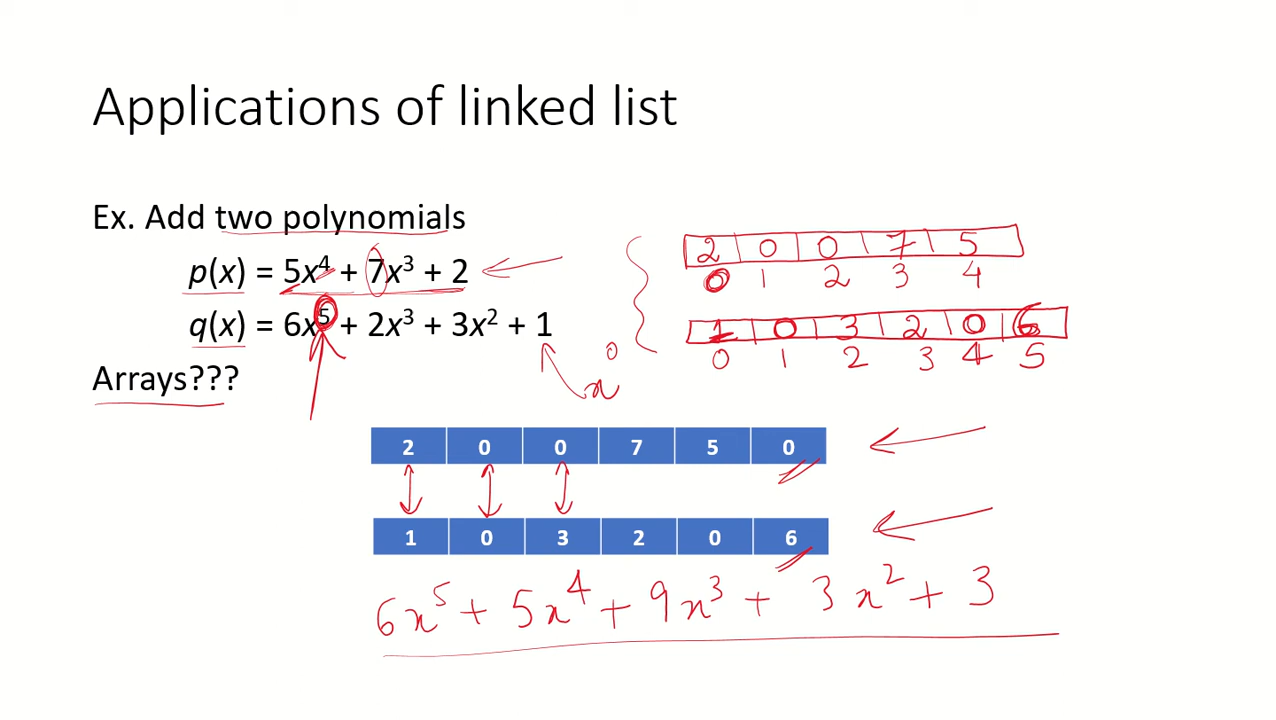 Applications of linked list
Ex. Add two polynomials
p(x) = 5x⁴ + 7x³ + 2
q(x) = 6x⁵ + 2x³ + 3x² + 1
Arrays???
2 0 0 7 5
0 1 2 3 4
1 0 3 2 0 6
0 1 2 3 4 5
x⁰
2 0 0 7 5 0
1 0 3 2 0 6
6x⁵ + 5x⁴ + 9x³ + 3x² + 3